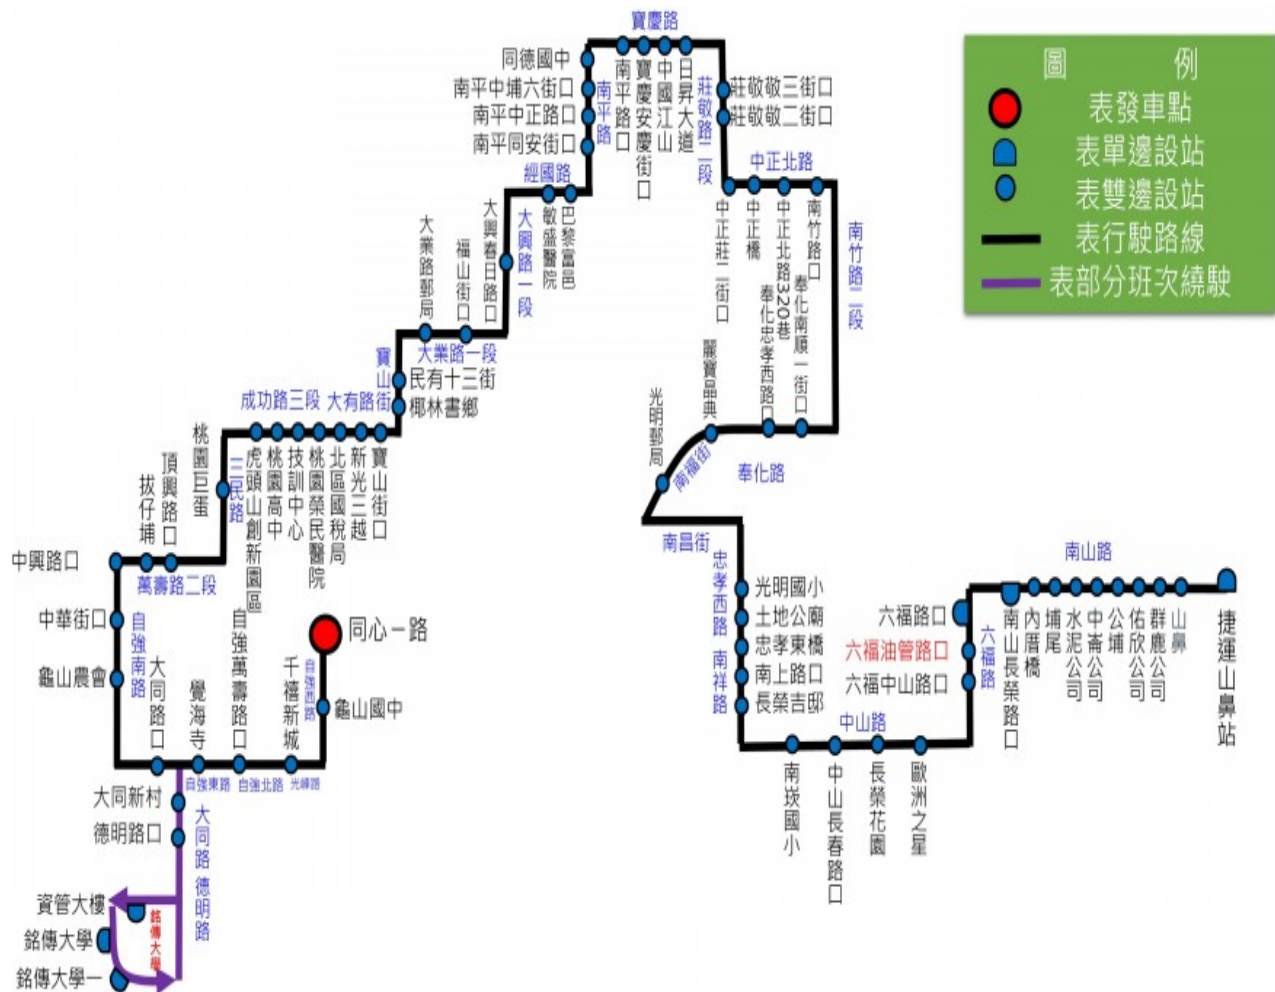 寶慶路
同德國中
南平中埔六街口
南平中正路口
南平同安街口
南平路
南平路口
寶慶安慶街口
中國江山
日昇大道
莊敬路二段
莊敬敬三街口
莊敬敬二街口
中正北路
中正莊二街口
中正橋
中正北路320巷
南竹路口
南竹路二段
圖 例
表發車點
表單邊設站
表雙邊設站
表行駛路線
表部分班次繞駛
經國路
敏盛醫院
巴黎富邑
大興路一段
大興春日路口
福山街口
大業路郵局
大業路一段
寶山街
民有十三街
椰林書鄉
成功路三段
大有路
虎頭山創新園區
桃園高中
技訓中心
桃園榮民醫院
北區國稅局
新光三越
寶山街口
三民路
桃園巨蛋
頂興路口
拔仔埔
萬壽路二段
中興路口
中華街口
龜山農會
自強南路
大同路口
覺海寺
自強萬壽路口
千禧新城
同心一路
自強西路
龜山國中
自強東路
自強北路
光峰路
大同新村
德明路口
大同路
德明路
資管大樓
銘傳大學
銘傳大學一
銘傳大學
奉化南順一街口
奉化忠孝西路口
麗寶晶典
光明郵局
南福街
奉化路
南昌街
忠孝西路
南祥路
光明國小
土地公廟
忠孝東橋
南上路口
長榮吉邸
中山路
南崁國小
中山長春路口
長榮花園
歐洲之星
六福路口
六福油管路口
六福中山路口
六福路
南山路
南山長榮路口
內厝橋
埔尾
水泥公司
中崙公司
公埔
佑欣公司
群鹿公司
山鼻
捷運山鼻站